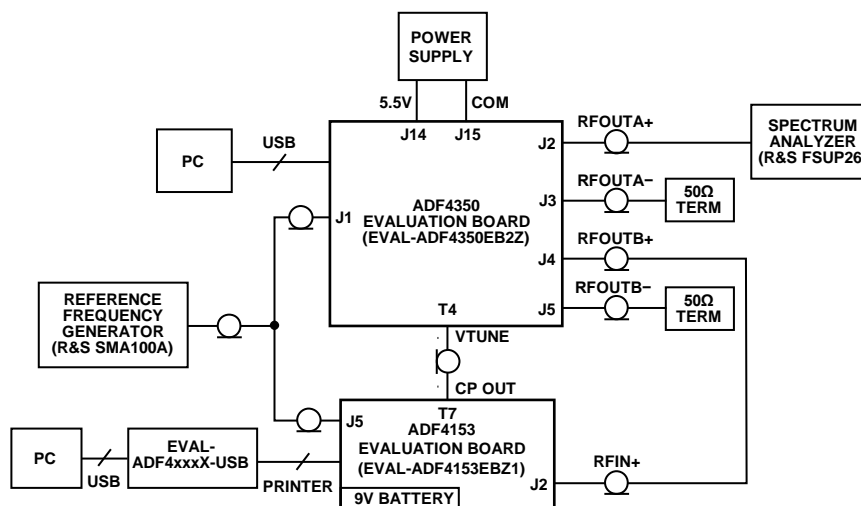 POWER
SUPPLY
5.5V
COM
J14
J15
PC
USB
RFOUTA+
J2
SPECTRUM
ANALYZER
(R&S FSUP26
RFOUTA−
J3
50Ω
TERM
ADF4350
EVALUATION BOARD
(EVAL-ADF4350EB2Z)
J1
RFOUTB+
J4
RFOUTB−
J5
50Ω
TERM
REFERENCE
FREQUENCY
GENERATOR
(R&S SMA100A)
T4
VTUNE
CP OUT
T7
J5
ADF4153
EVALUATION BOARD
(EVAL-ADF4153EBZ1)
PC
USB
EVAL-
ADF4xxxX-USB
PRINTER
J2
RFIN+
9V BATTERY